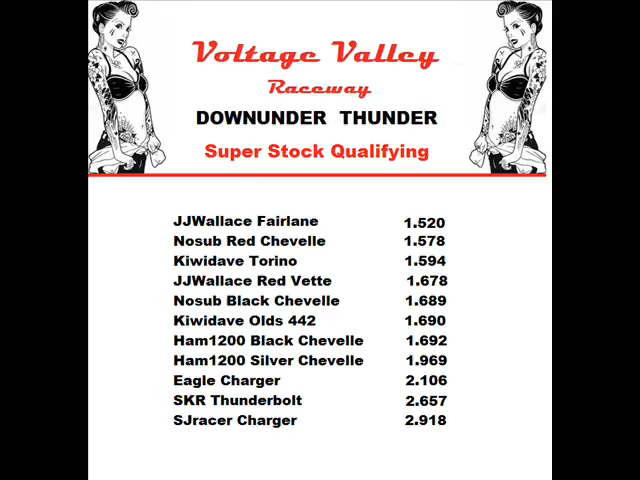 Voltage Valley
Raceway
DOWNUNDER THUNDER
Super Stock Qualifying
JJWallace Fairlane 1.520
Nosub Red Chevelle 1.578
Kiwidave Torino 1.594
JJWallace Red Vette 1.678
Nosub Black Chevelle 1.689
Kiwidave Olds 442 1.690
Ham1200 Black Chevelle 1.692
Ham1200 Silver Chevelle 1.969
Eagle Charger 2.106
SKR Thunderbolt 2.657
SJracer Charger 2.918